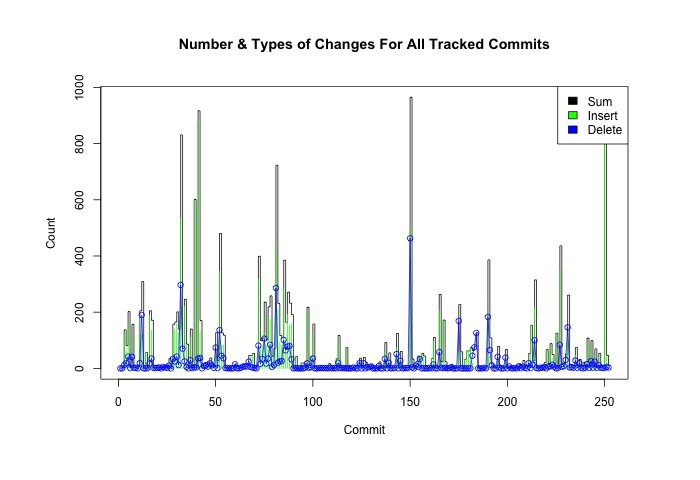 Number & Types of Changes For All Tracked Commits
1000
800
600
400
200
0
Count
Sum
Insert
Delete
0 50 100 150 200 250
Commit